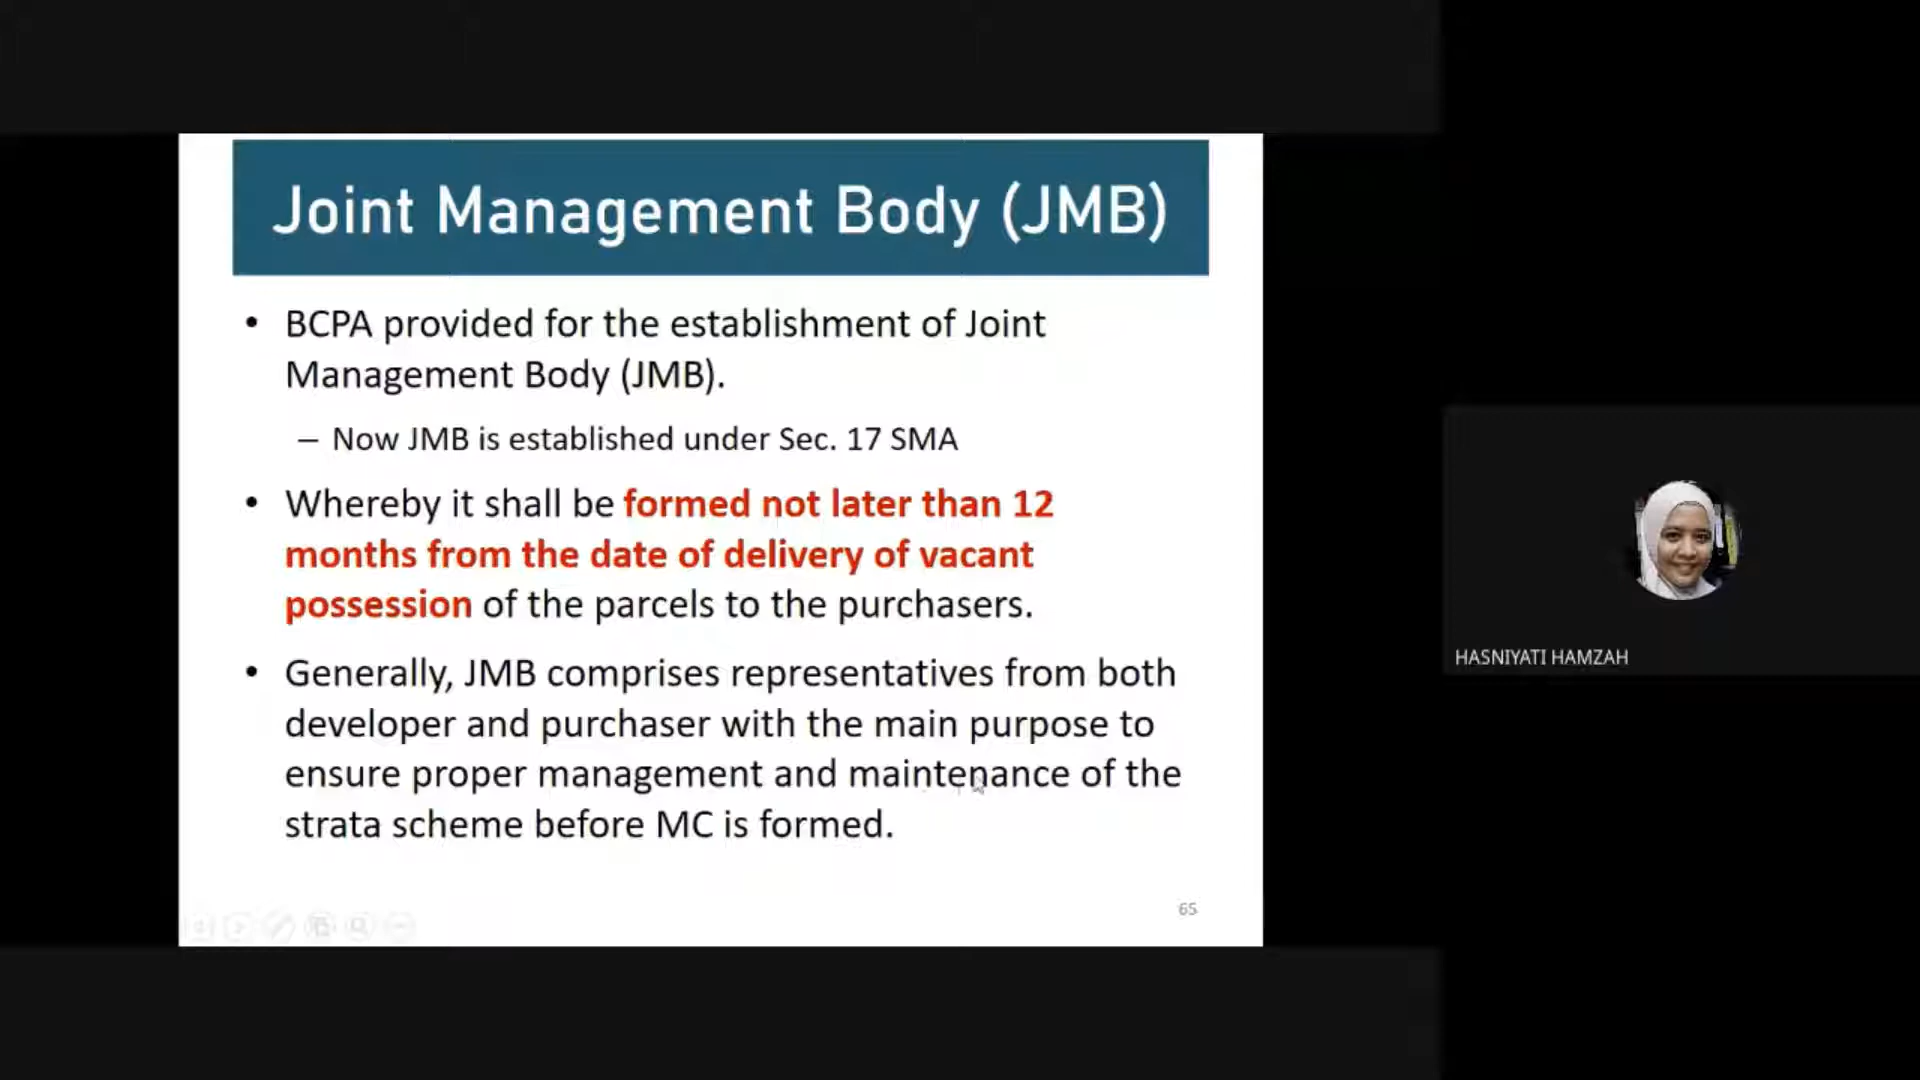 Joint Management Body (JMB)
• BCPA provided for the establishment of Joint
Management Body (JMB).
– Now JMB is established under Sec. 17 SMA
• Whereby it shall be formed not later than 12
months from the date of delivery of vacant
possession of the parcels to the purchasers.
• Generally, JMB comprises representatives from both
developer and purchaser with the main purpose to
ensure proper management and maintenance of the
strata scheme before MC is formed.
65
HASNIYATI HAMZAH